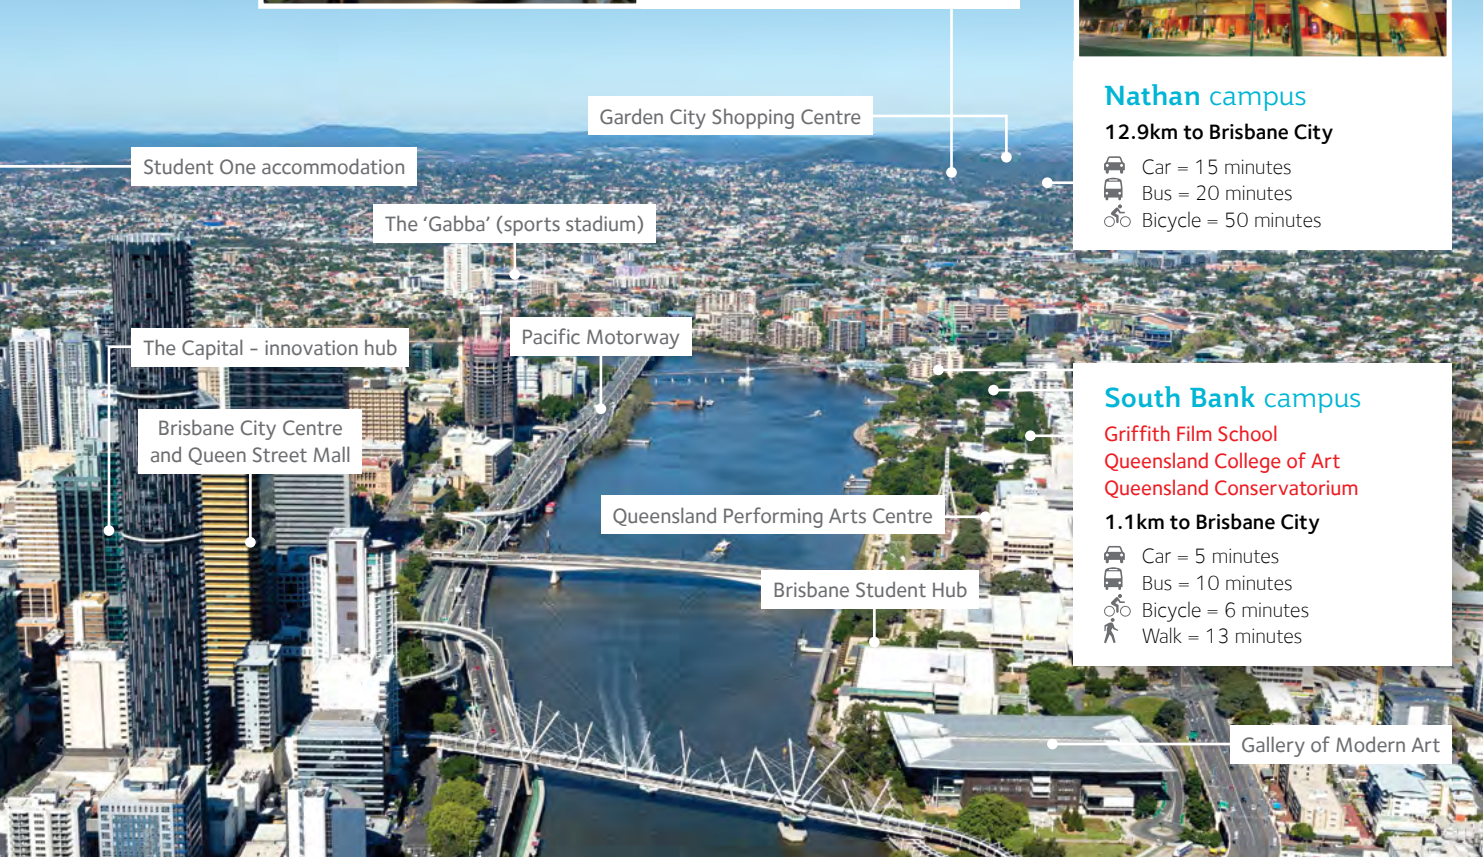 Garden City Shopping Centre
Student One accommodation
The ‘Gabba’ (sports stadium)
The Capital – innovation hub
Pacific Motorway
Brisbane City Centre
and Queen Street Mall
Queensland Performing Arts Centre
Brisbane Student Hub
Gallery of Modern Art
Nathan campus
12.9km to Brisbane City
Car = 15 minutes
Bus = 20 minutes
Bicycle = 50 minutes
South Bank campus
Griffith Film School
Queensland College of Art
Queensland Conservatorium
1.1km to Brisbane City
Car = 5 minutes
Bus = 10 minutes
Bicycle = 6 minutes
Walk = 13 minutes